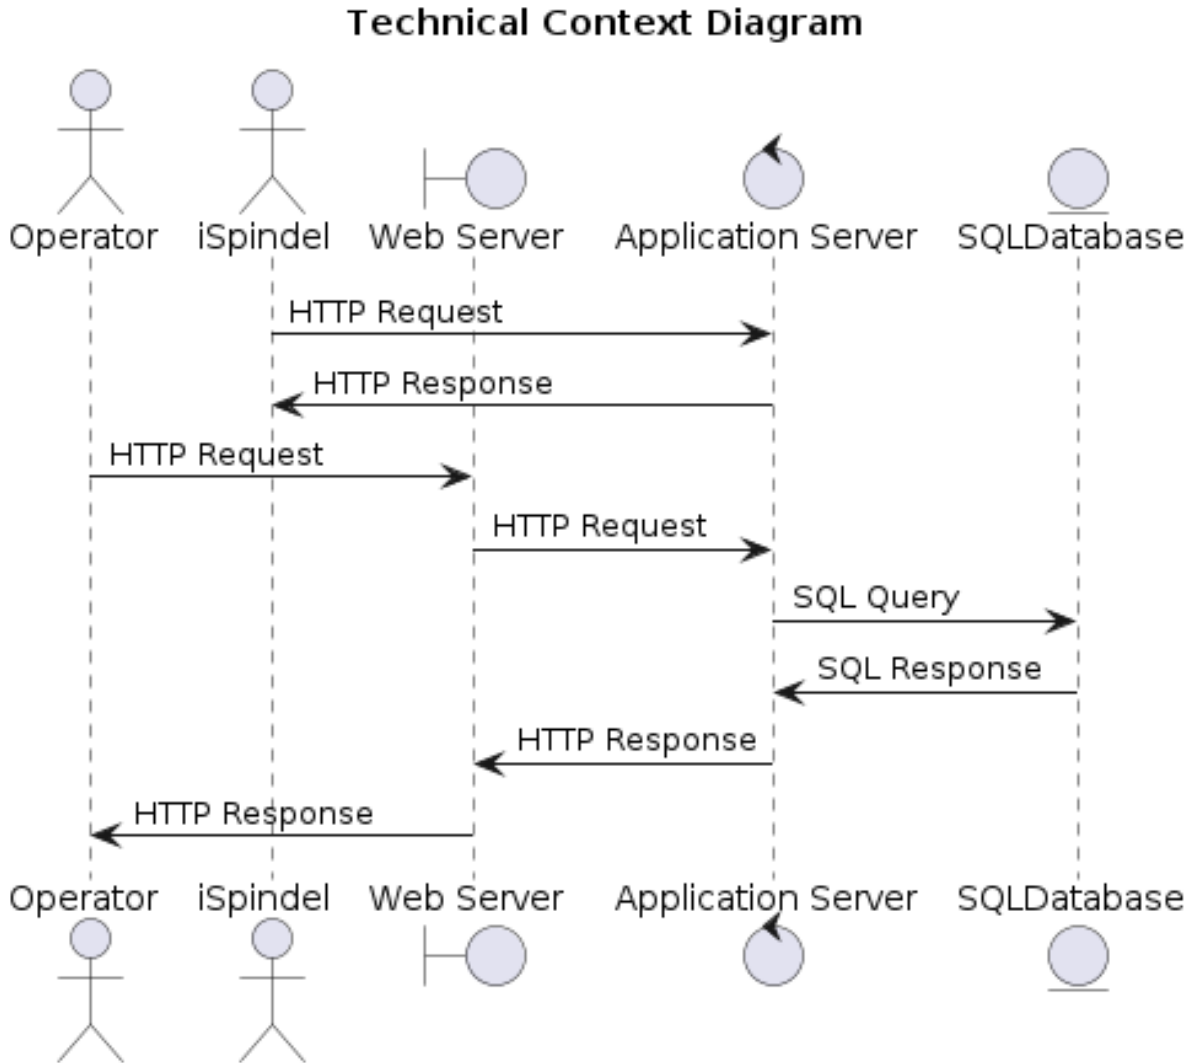 Technical Context Diagram
Operator iSpindel Web Server Application Server SQLDatabase
HTTP Request
HTTP Response
HTTP Request
HTTP Request
SQL Query
SQL Response
HTTP Response
HTTP Response
Operator iSpindel Web Server Application Server SQLDatabase